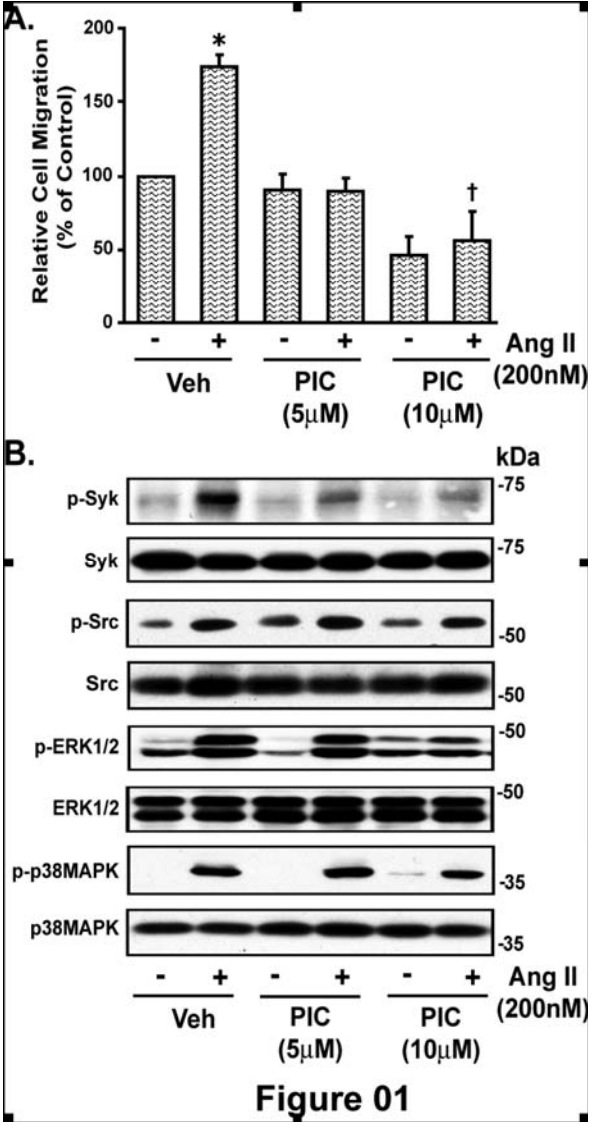 A.
200
150
100
50
0
Relative Cell Migration
(% of Control)
*
†
- + - + - + Ang II
Veh PIC PIC (200nM)
(5μM) (10μM)
B.
kDa
p-Syk -75
Syk -75
p-Src -50
Src -50
p-ERK1/2 -50
ERK1/2 -50
p-p38MAPK -35
p38MAPK -35
- + - + - + Ang II
Veh PIC PIC (200nM)
(5μM) (10μM)
Figure 01